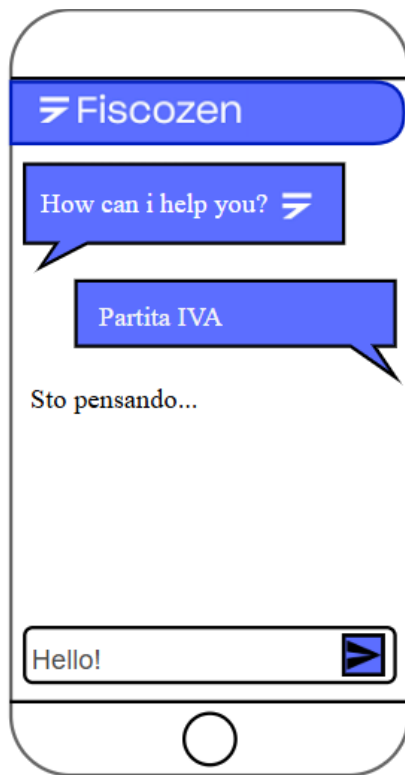 Fiscozen
How can i help you?
Partita IVA
Sto pensando...
Hello!